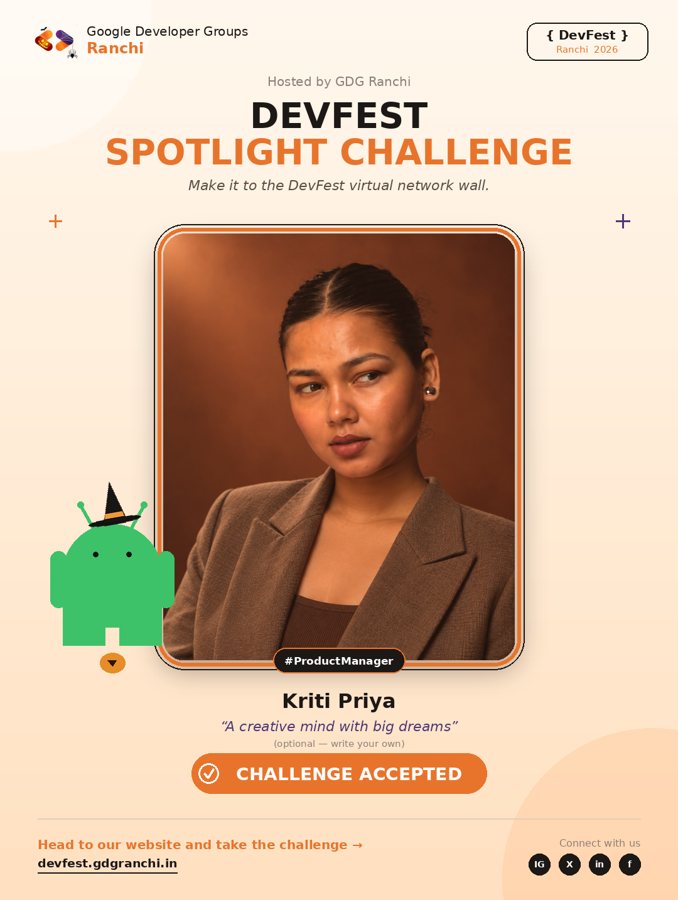 Google Developer Groups
Ranchi
{ DevFest }
Ranchi 2026
Hosted by GDG Ranchi
DEVFEST
SPOTLIGHT CHALLENGE
Make it to the DevFest virtual network wall.
#ProductManager
Kriti Priya
“A creative mind with big dreams”
(optional — write your own)
CHALLENGE ACCEPTED
Head to our website and take the challenge →
devfest.gdgranchi.in
Connect with us
IG X in f